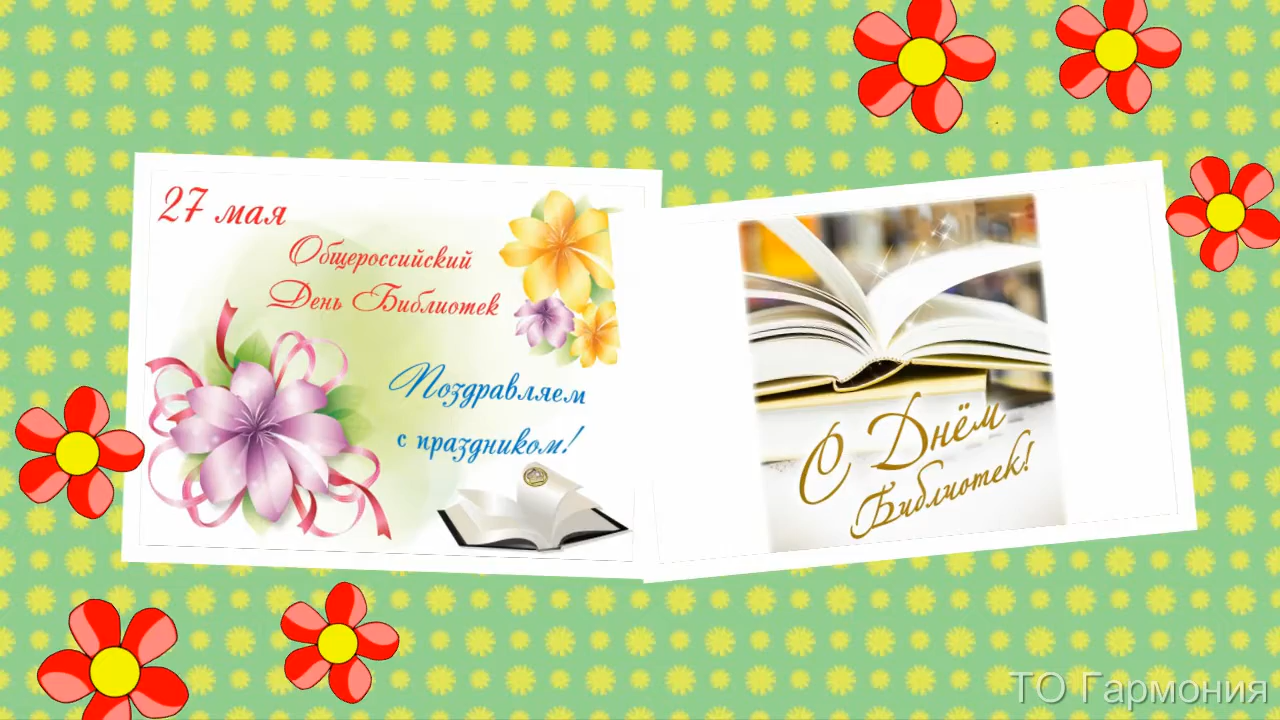 27 мая
Общероссийский
День Библиотек
Поздравляем
с праздником!
С Днём
Библиотек!
ТО Гармония